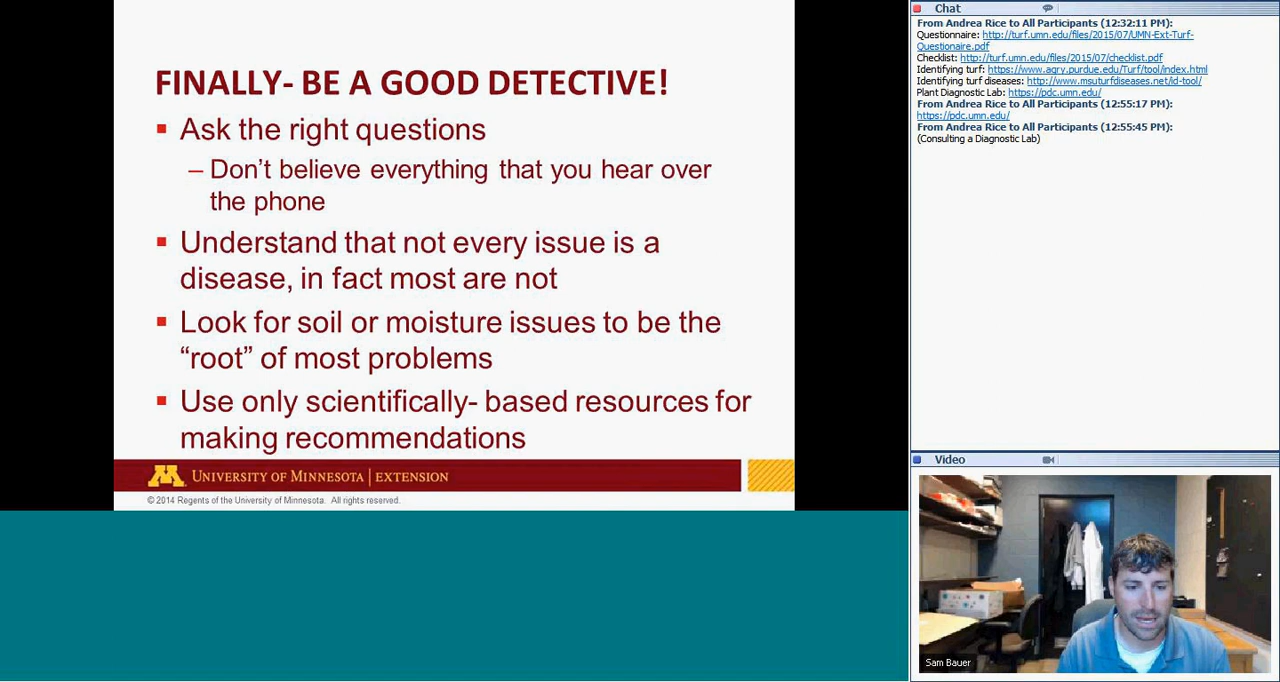 FINALLY- BE A GOOD DETECTIVE!
▪ Ask the right questions
– Don’t believe everything that you hear over
the phone
▪ Understand that not every issue is a
disease, in fact most are not
▪ Look for soil or moisture issues to be the
“root” of most problems
▪ Use only scientifically- based resources for
making recommendations
M UNIVERSITY OF MINNESOTA | EXTENSION
© 2014 Regents of the University of Minnesota. All rights reserved.
Chat
From Andrea Rice to All Participants (12:32:11 PM):
Questionnaire: http://turf.umn.edu/files/2015/07/UMN-Ext-Turf-
Questionaire.pdf
Checklist: http://turf.umn.edu/files/2015/07/checklist.pdf
Identifying turf: https://www.agry.purdue.edu/Turf/tool/index.html
Identifying turf diseases: http://www.msuturfdiseases.net/id-tool/
Plant Diagnostic Lab: https://pdc.umn.edu/
From Andrea Rice to All Participants (12:55:17 PM):
https://pdc.umn.edu/
From Andrea Rice to All Participants (12:55:45 PM):
(Consulting a Diagnostic Lab)
Video
Sam Bauer